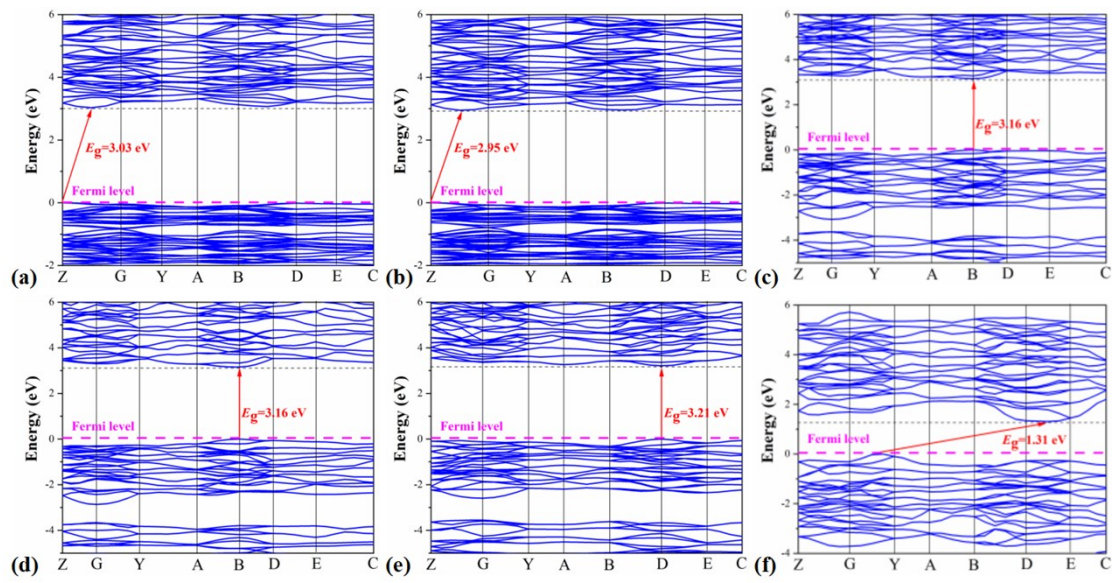 6
4
2
0
-2
Energy (eV)
Eg=3.03 eV
Fermi level
(a)
Z G Y A B D E C
6
4
2
0
-2
Energy (eV)
Eg=2.95 eV
Fermi level
(b)
Z G Y A B D E C
6
4
2
0
-2
-4
Energy (eV)
Eg=3.16 eV
Fermi level
(c)
Z G Y A B D E C
6
4
2
0
-2
-4
Energy (eV)
Eg=3.16 eV
Fermi level
(d)
Z G Y A B D E C
6
4
2
0
-2
-4
Energy (eV)
Eg=3.21 eV
Fermi level
(e)
Z G Y A B D E C
6
4
2
0
-2
-4
Energy (eV)
Fermi level
Eg=1.31 eV
(f)
Z G Y A B D E C